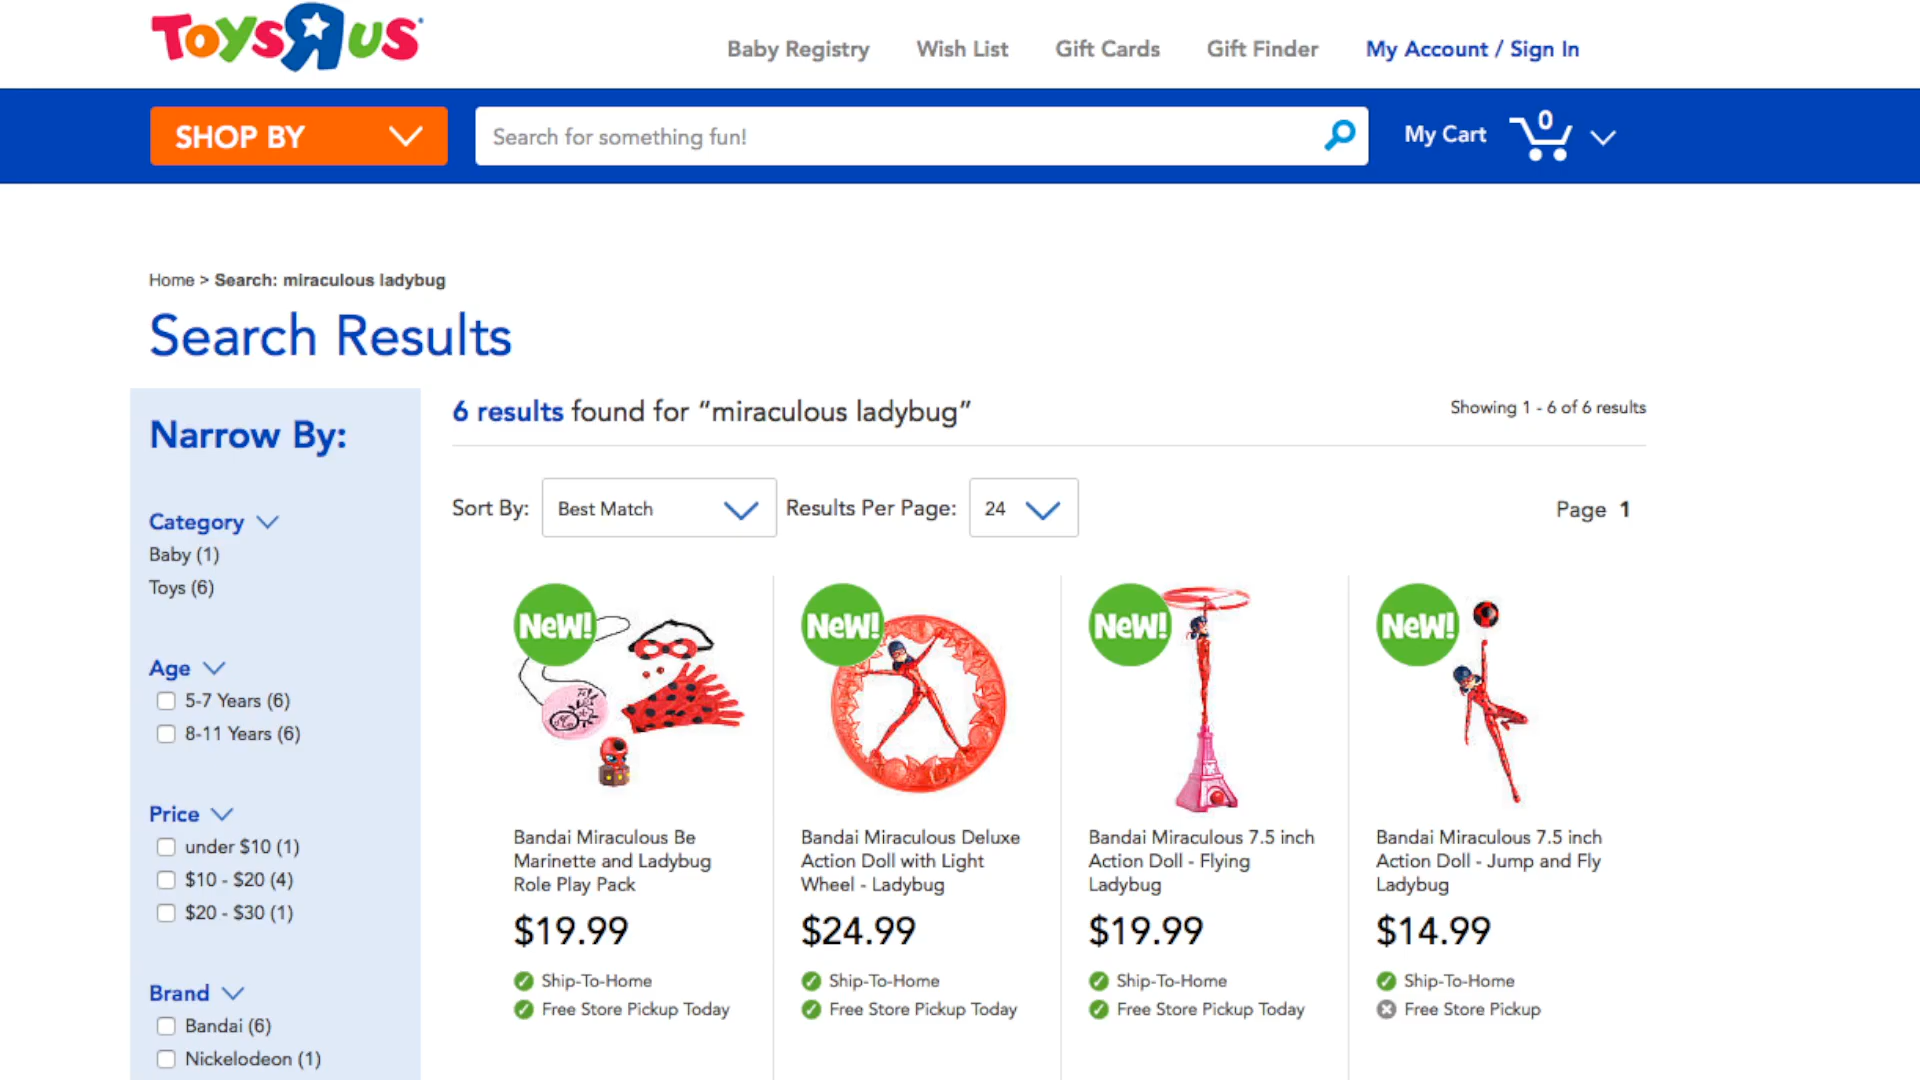 Toys R us
Baby Registry Wish List Gift Cards Gift Finder My Account / Sign In
SHOP BY Search for something fun! My Cart 0
Home > Search: miraculous ladybug
Search Results
Narrow By:
Category
Baby (1)
Toys (6)
Age
5-7 Years (6)
8-11 Years (6)
Price
under $10 (1)
$10 - $20 (4)
$20 - $30 (1)
Brand
Bandai (6)
Nickelodeon (1)
6 results found for “miraculous ladybug”
Showing 1 - 6 of 6 results
Sort By: Best Match Results Per Page: 24
Page 1
New!
Bandai Miraculous Be
Marinette and Ladybug
Role Play Pack
$19.99
Ship-To-Home
Free Store Pickup Today
New!
Bandai Miraculous Deluxe
Action Doll with Light
Wheel - Ladybug
$24.99
Ship-To-Home
Free Store Pickup Today
New!
Bandai Miraculous 7.5 inch
Action Doll - Flying
Ladybug
$19.99
Ship-To-Home
Free Store Pickup Today
New!
Bandai Miraculous 7.5 inch
Action Doll - Jump and Fly
Ladybug
$14.99
Ship-To-Home
Free Store Pickup